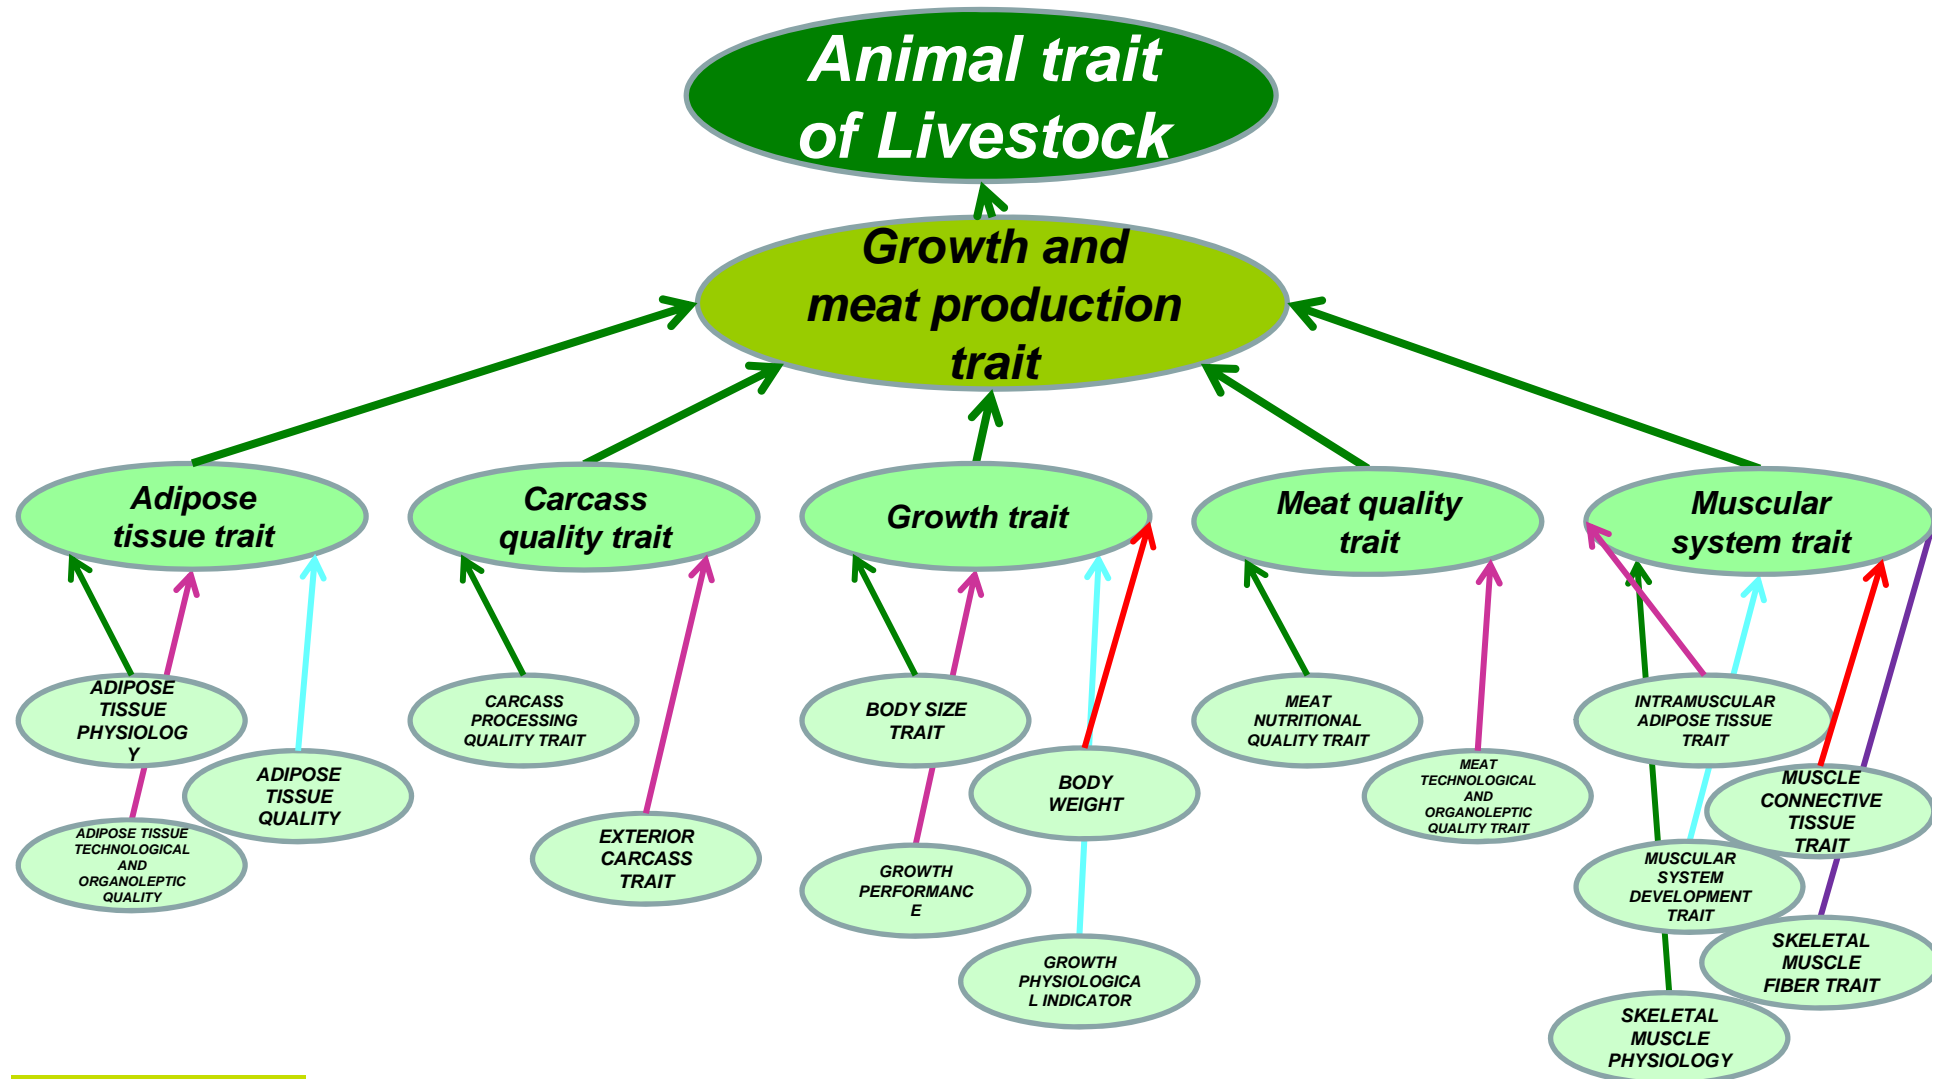 Animal trait
of Livestock
Growth and
meat production
trait
Adipose
tissue trait
Carcass
quality trait
Growth trait
Meat quality
trait
Muscular
system trait
ADIPOSE
TISSUE
PHYSIOLOG
Y
ADIPOSE
TISSUE
QUALITY
ADIPOSE TISSUE
TECHNOLOGICAL
AND
ORGANOLEPTIC
QUALITY
CARCASS
PROCESSING
QUALITY TRAIT
EXTERIOR
CARCASS
TRAIT
BODY SIZE
TRAIT
BODY
WEIGHT
GROWTH
PERFORMANC
E
GROWTH
PHYSIOLOGICA
L INDICATOR
MEAT
NUTRITIONAL
QUALITY TRAIT
MEAT
TECHNOLOGICAL
AND
ORGANOLEPTIC
QUALITY TRAIT
INTRAMUSCULAR
ADIPOSE TISSUE
TRAIT
MUSCLE
CONNECTIVE
TISSUE
TRAIT
MUSCULAR
SYSTEM
DEVELOPMENT
TRAIT
SKELETAL
MUSCLE
FIBER TRAIT
SKELETAL
MUSCLE
PHYSIOLOGY